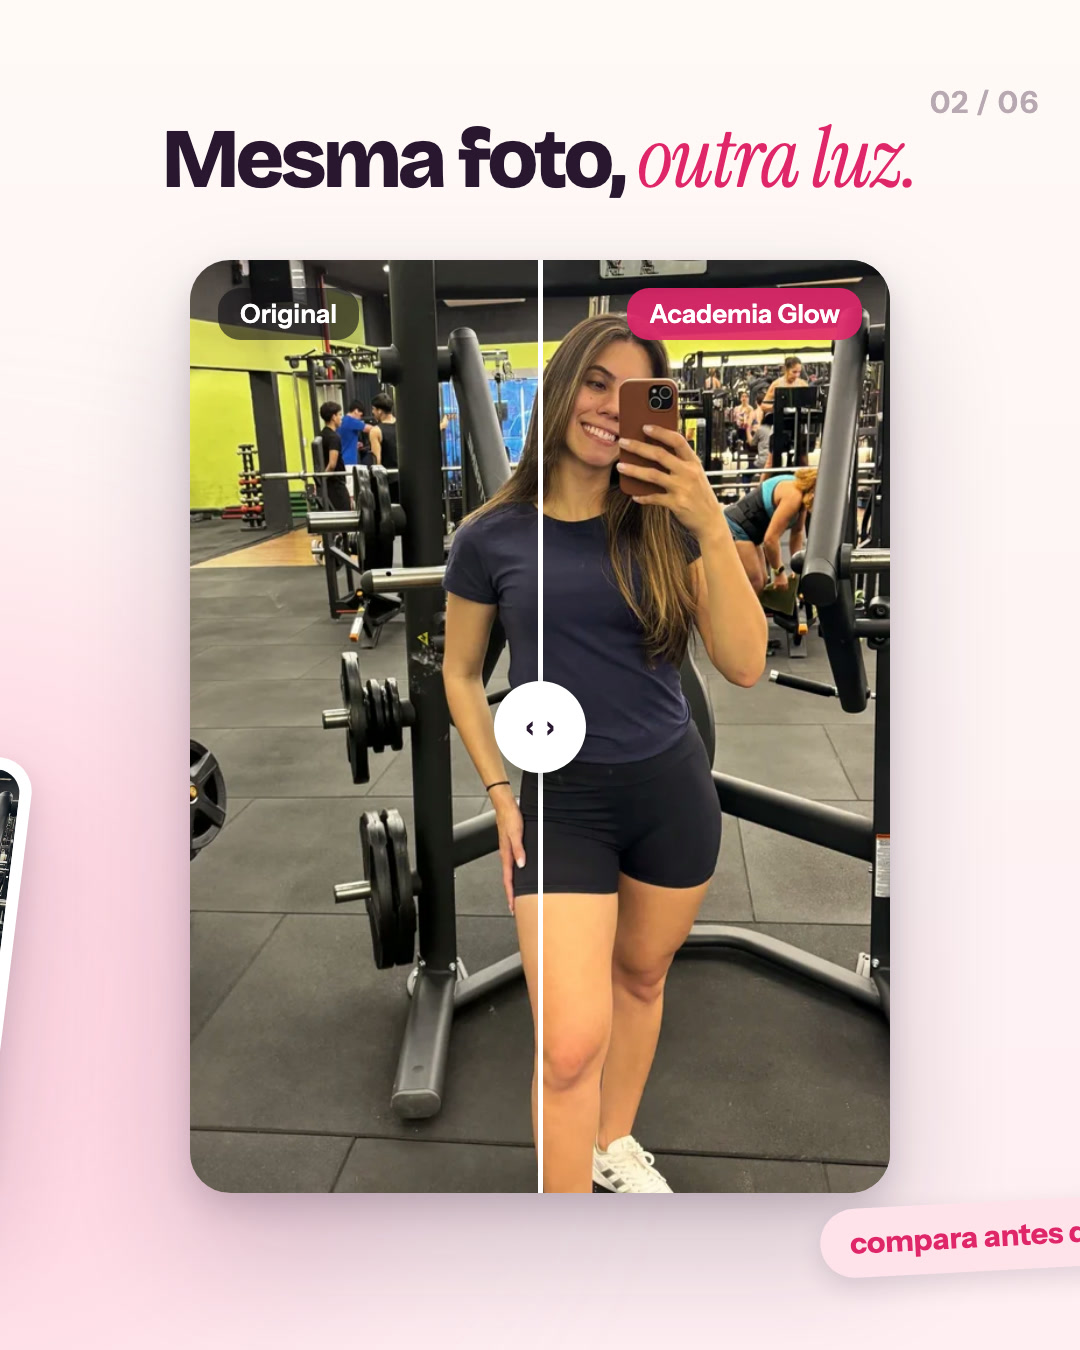 02 / 06
Mesma foto, outra luz.
Original
Academia Glow
compara antes